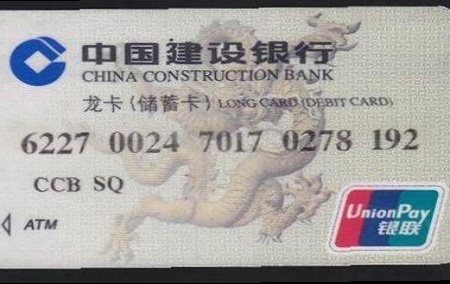 中国建设银行
CHINA CONSTRUCTION BANK
龙卡(储蓄卡) LONG CARD (DEBIT CARD)
6227 0024 7017 0278 192
CCB SQ
ATM
UnionPay
银联